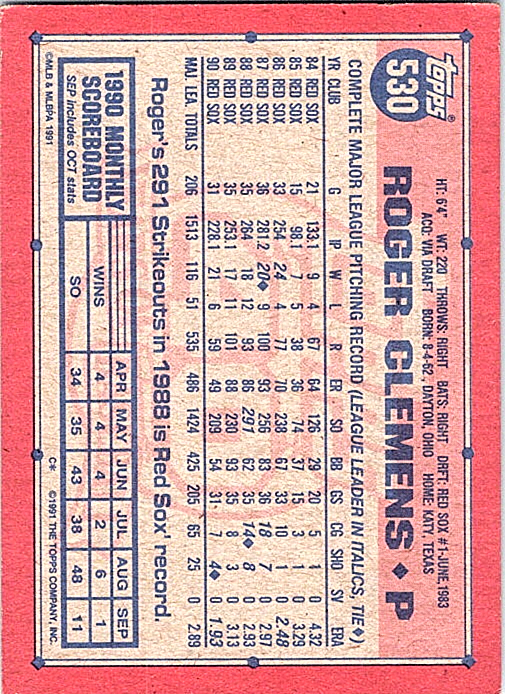 TOPPS®
530
ROGER CLEMENS ♦ P
HT: 6'4" WT: 220 THROWS: RIGHT BATS: RIGHT DRFT: RED SOX #1-JUNE, 1983
ACQ: VIA DRAFT BORN: 8-4-62, DAYTON, OHIO HOME: KATY, TEXAS
COMPLETE MAJOR LEAGUE PITCHING RECORD (LEAGUE LEADER IN ITALICS, TIE♦)
YR CLUB G IP W L R ER SO BB GS CG SHO SV ERA
84 RED SOX 21 133.1 9 4 67 64 126 29 20 5 1 0 4.32
85 RED SOX 15 98.1 7 5 38 36 74 37 15 3 1 0 3.29
86 RED SOX 33 254 24 4 77 70 238 67 33 10 1 0 2.48
87 RED SOX 36 281.2 20♦ 9 100 93 256 83 36 18 7 0 2.97
88 RED SOX 35 264 18 12 93 86 291 62 35 14♦ 8 0 2.93
89 RED SOX 35 253.1 17 11 101 88 230 93 35 8 3 0 3.13
90 RED SOX 31 228.1 21 6 59 49 209 54 31 7 4♦ 0 1.93
MAJ. LEA. TOTALS 206 1513 116 51 535 486 1424 425 205 65 25 0 2.89
Roger's 291 Strikeouts in 1988 is Red Sox' record.
1990 MONTHLY
SCOREBOARD
SEP includes OCT stats
APR MAY JUN JUL AUG SEP
WINS 4 4 4 2 6 1
SO 34 35 43 38 48 11
©MLB & MLBPA 1991
C* ©1991 THE TOPPS COMPANY, INC.